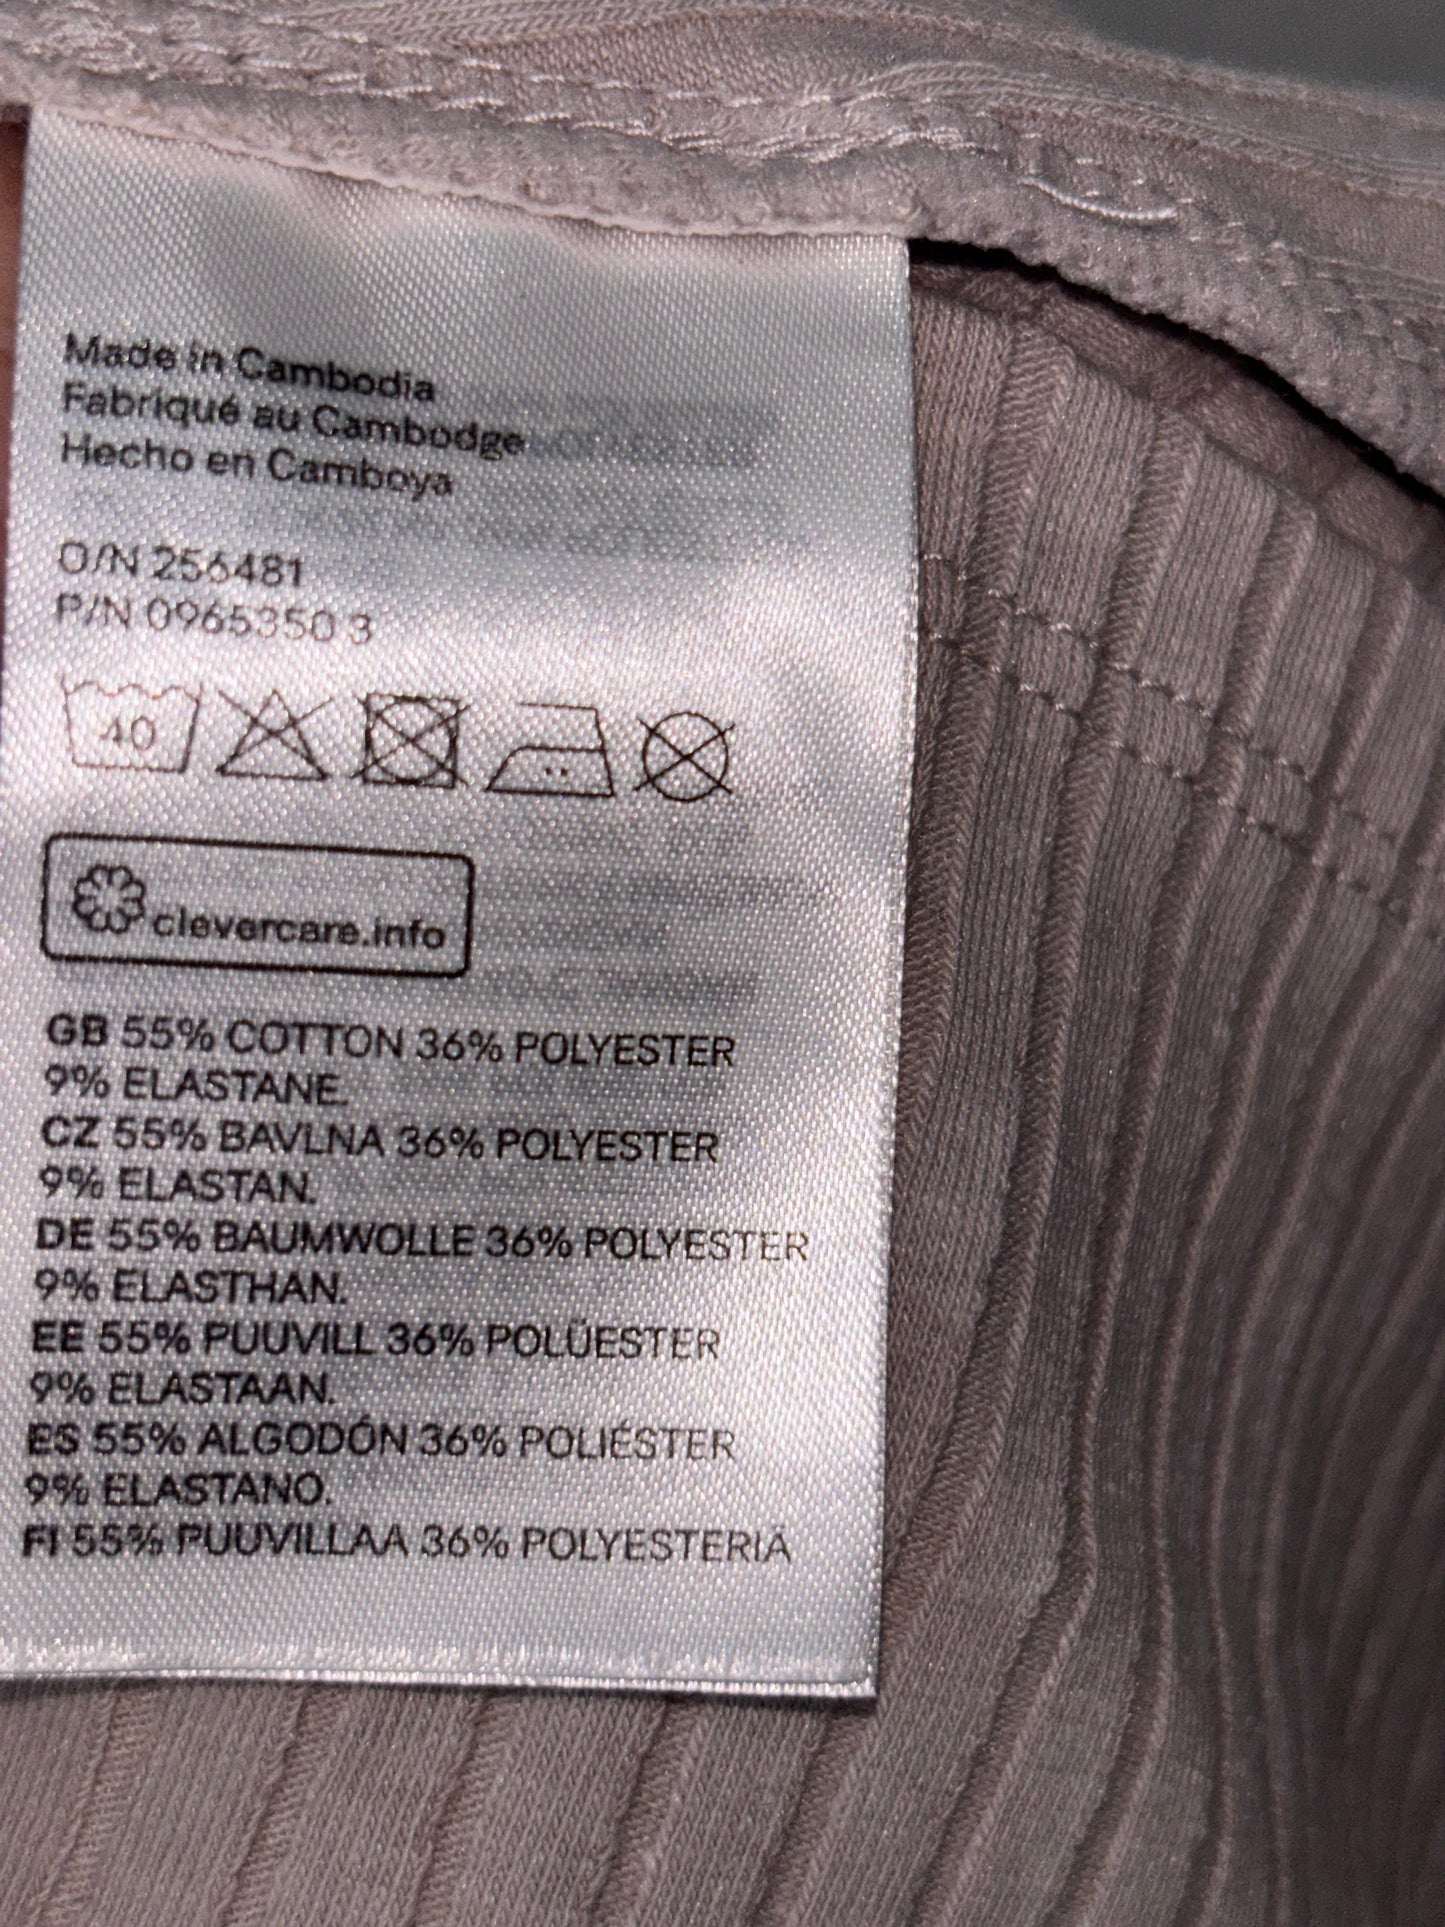 Made in Cambodia
Fabriqué au Cambodge
Hecho en Camboya
O/N 256481
P/N 0965350 3
40
clevercare.info
GB 55% COTTON 36% POLYESTER
9% ELASTANE.
CZ 55% BAVLNA 36% POLYESTER
9% ELASTAN.
DE 55% BAUMWOLLE 36% POLYESTER
9% ELASTHAN.
EE 55% PUUVILL 36% POLÜESTER
9% ELASTAAN.
ES 55% ALGODÓN 36% POLIÉSTER
9% ELASTANO.
FI 55% PUUVILLAA 36% POLYESTERIÄ